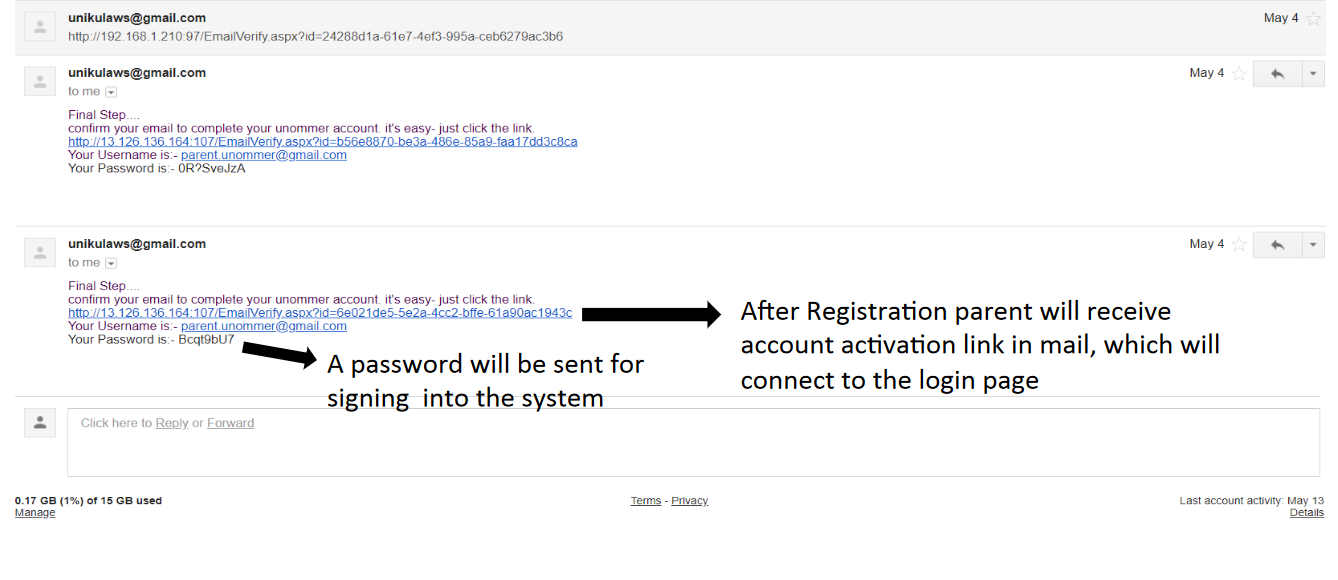 unikulaws@gmail.com
May 4
http://192.168.1.210:97/EmailVerify.aspx?id=24288d1a-61e7-4ef3-995a-ceb6279ac3b6
unikulaws@gmail.com
May 4
to me
Final Step....
confirm your email to complete your unommer account. it's easy- just click the link.
http://13.126.136.164:107/EmailVerify.aspx?id=b56e8870-be3a-486e-85a9-faa17dd3c8ca
Your Username is:- parent.unommer@gmail.com
Your Password is:- 0R?SveJzA
unikulaws@gmail.com
May 4
to me
Final Step....
confirm your email to complete your unommer account. it's easy- just click the link.
http://13.126.136.164:107/EmailVerify.aspx?id=6e021de5-5e2a-4cc2-bffe-61a90ac1943c
Your Username is:- parent.unommer@gmail.com
Your Password is:- Bcqt9bU7
After Registration parent will receive
account activation link in mail, which will
connect to the login page
A password will be sent for
signing into the system
Click here to Reply or Forward
0.17 GB (1%) of 15 GB used
Manage
Terms - Privacy
Last account activity: May 13
Details